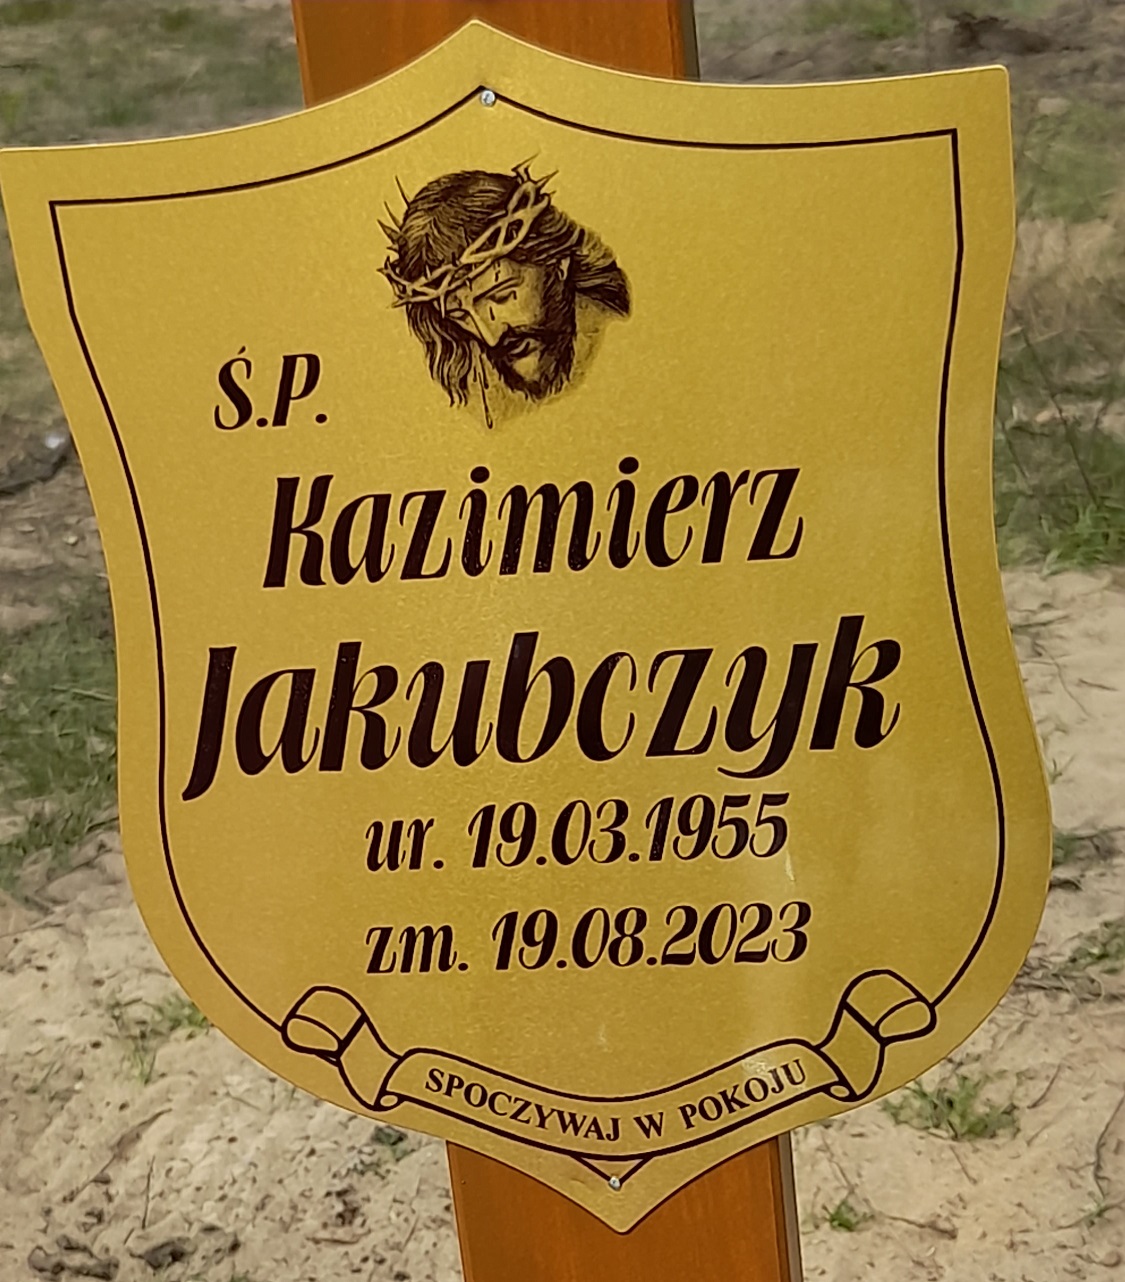 Ś.P.
Kazimierz
Jakubczyk
ur. 19.03.1955
zm. 19.08.2023
SPOCZYWAJ W POKOJU